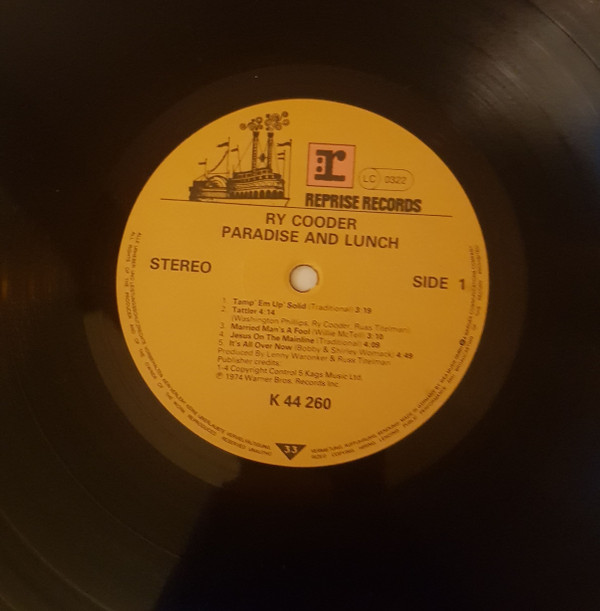 r
LC 0322
REPRISE RECORDS
RY COODER
PARADISE AND LUNCH
STEREO
SIDE 1
1. Tamp' Em Up' Solid (Traditional) 3:19
2. Tattler 4:14
(Washington Phillips, Ry Cooder, Russ Titelman)
3. Married Man's A Fool (Willie McTell) 3:10
4. Jesus On The Mainline (Traditional) 4:09
5. It's All Over Now (Bobby & Shirley Womack) 4:49
Produced By Lenny Waronker & Russ Titelman
Publisher credits.
1-4 Copyright Control 5 Kags Music Ltd
℗ 1974 Warner Bros. Records Inc
K 44 260
33